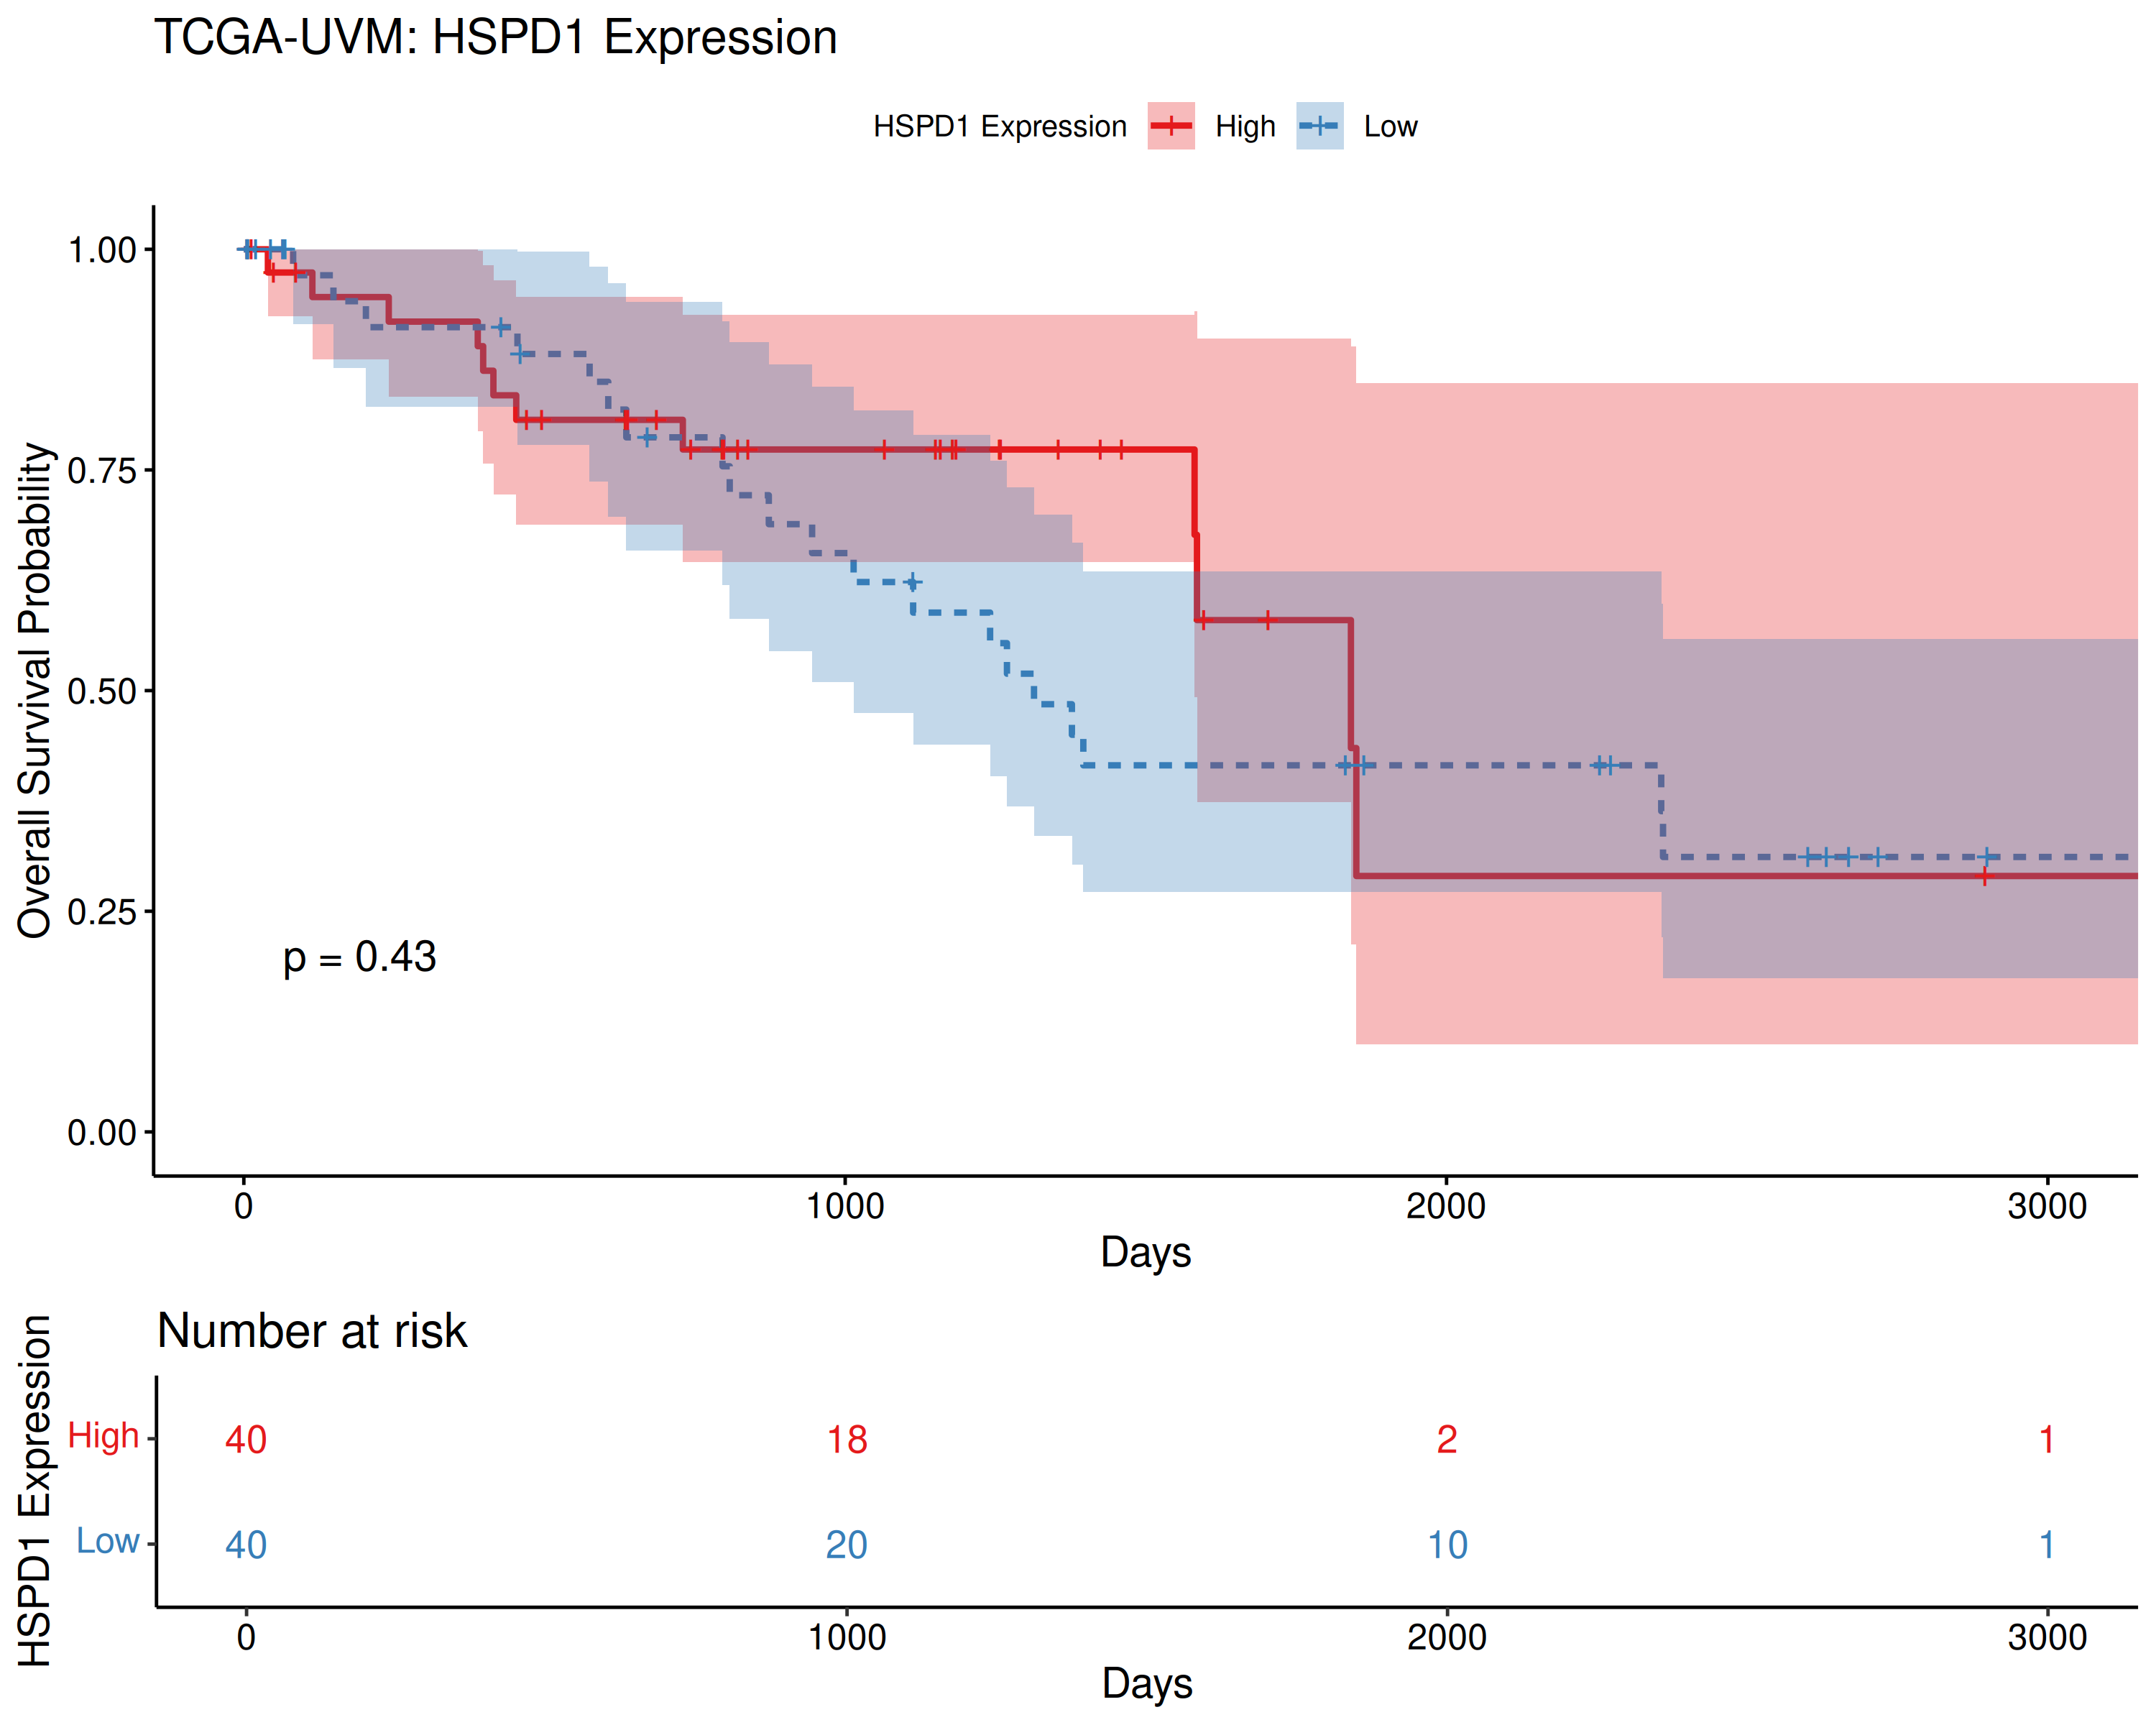 TCGA-UVM: HSPD1 Expression
HSPD1 Expression High Low
Overall Survival Probability
1.00
0.75
0.50
0.25
0.00
p = 0.43
0 1000 2000 3000
Days
Number at risk
HSPD1 Expression
High 40 18 2 1
Low 40 20 10 1
0 1000 2000 3000
Days